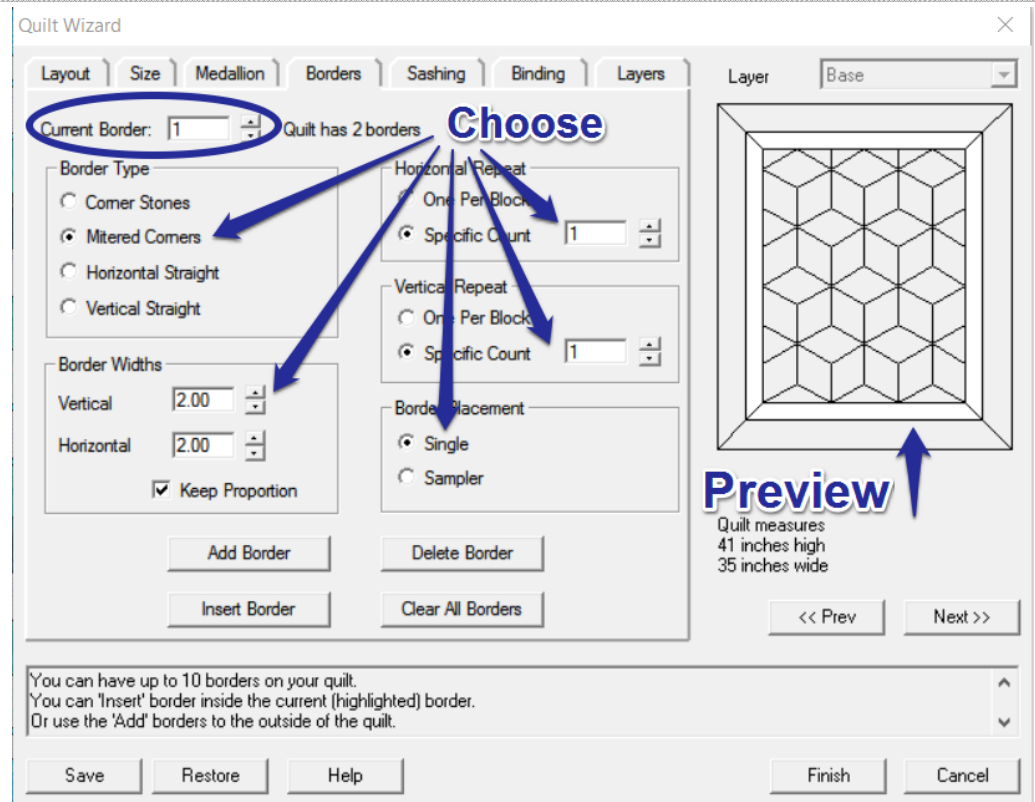 Quilt Wizard
Layout Size Medallion Borders Sashing Binding Layers
Layer Base
Current Border: 1 Quilt has 2 borders
Choose
Border Type
Corner Stones
Mitered Corners
Horizontal Straight
Vertical Straight
Horizontal Repeat
One Per Block
Specific Count 1
Vertical Repeat
One Per Block
Specific Count 1
Border Widths
Vertical 2.00
Horizontal 2.00
Keep Proportion
Border Placement
Single
Sampler
Add Border Delete Border
Insert Border Clear All Borders
Preview
Quilt measures
41 inches high
35 inches wide
<< Prev Next >>
You can have up to 10 borders on your quilt.
You can 'Insert' border inside the current (highlighted) border.
Or use the 'Add' borders to the outside of the quilt.
Save Restore Help Finish Cancel